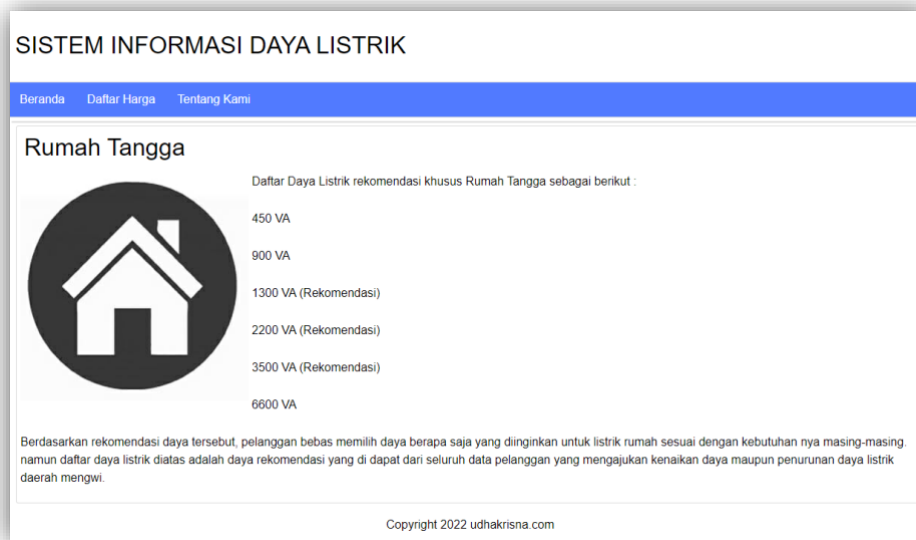 SISTEM INFORMASI DAYA LISTRIK
Beranda Daftar Harga Tentang Kami
Rumah Tangga
Daftar Daya Listrik rekomendasi khusus Rumah Tangga sebagai berikut :
450 VA
900 VA
1300 VA (Rekomendasi)
2200 VA (Rekomendasi)
3500 VA (Rekomendasi)
6600 VA
Berdasarkan rekomendasi daya tersebut, pelanggan bebas memilih daya berapa saja yang diinginkan untuk listrik rumah sesuai dengan kebutuhan nya masing-masing.
namun daftar daya listrik diatas adalah daya rekomendasi yang di dapat dari seluruh data pelanggan yang mengajukan kenaikan daya maupun penurunan daya listrik
daerah mengwi.
Copyright 2022 udhakrisna.com